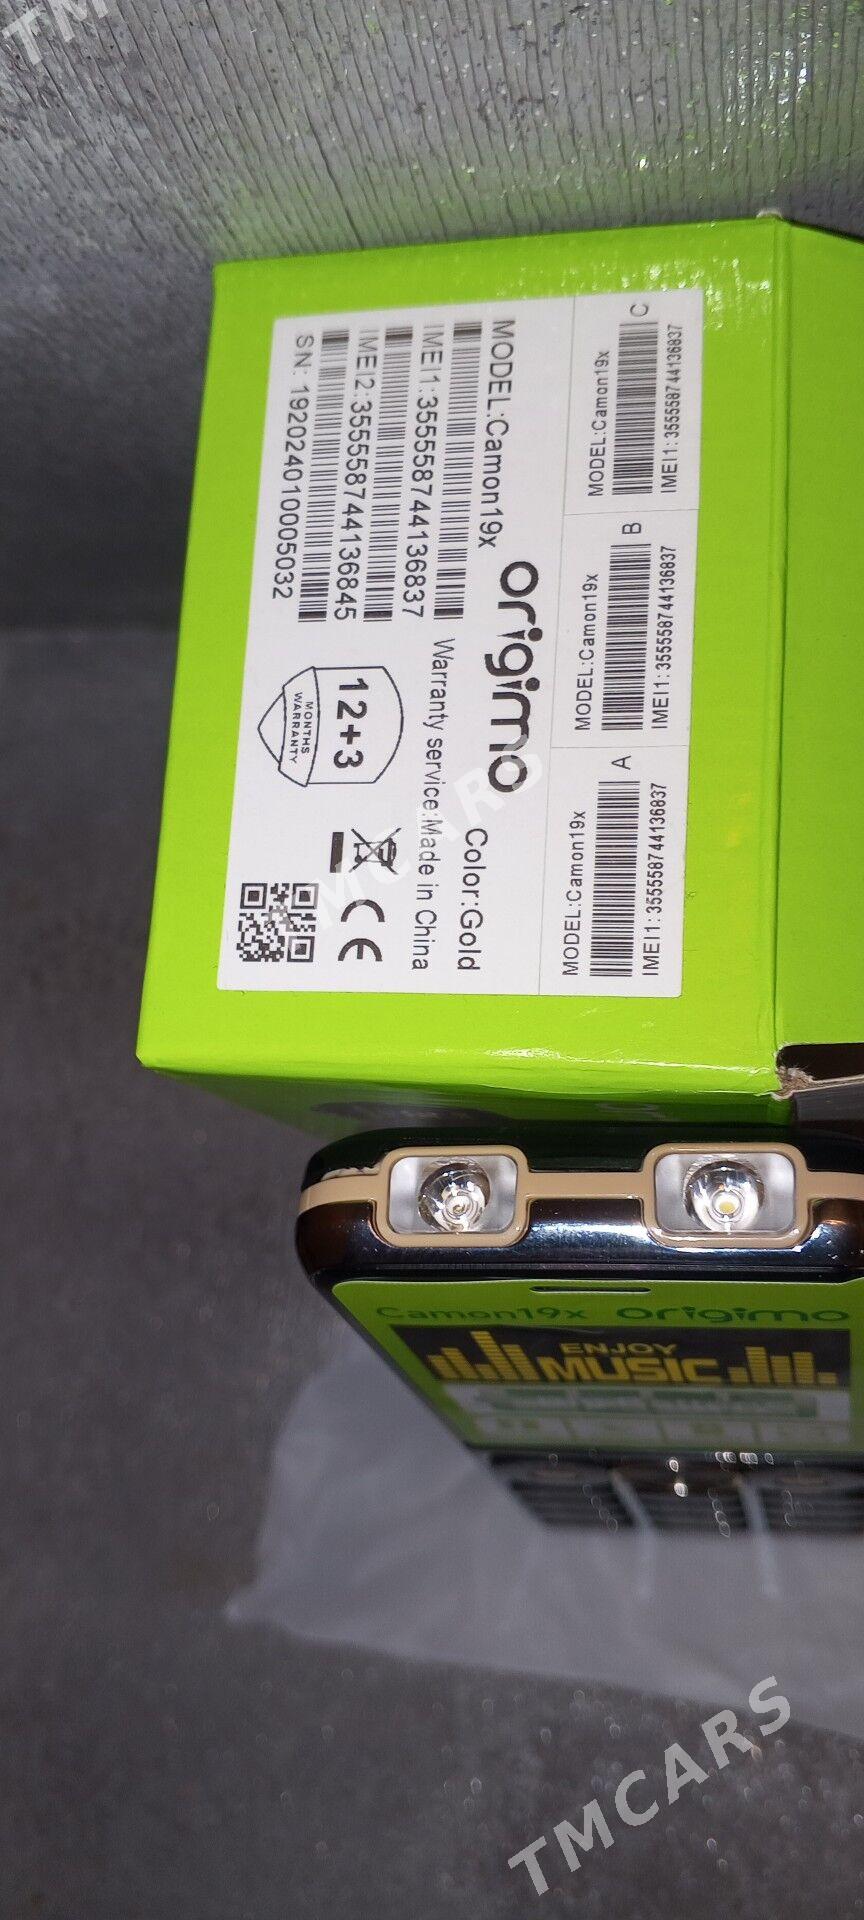 TM
C
MODEL:Camon19x
IMEI1:355558744136837
B
MODEL:Camon19x
IMEI1:355558744136837
A
MODEL:Camon19x
IMEI1:355558744136837
origimo
MODEL:Camon19x
Color:Gold
IMEI1:355558744136837
Warranty service:Made in China
IMEI2:355558744136845
12+3
MONTHS
WARRANTY
CE
SN: 192024010005032
TMCARS
Camon19x origimo
ENJOY
MUSIC
TMCARS